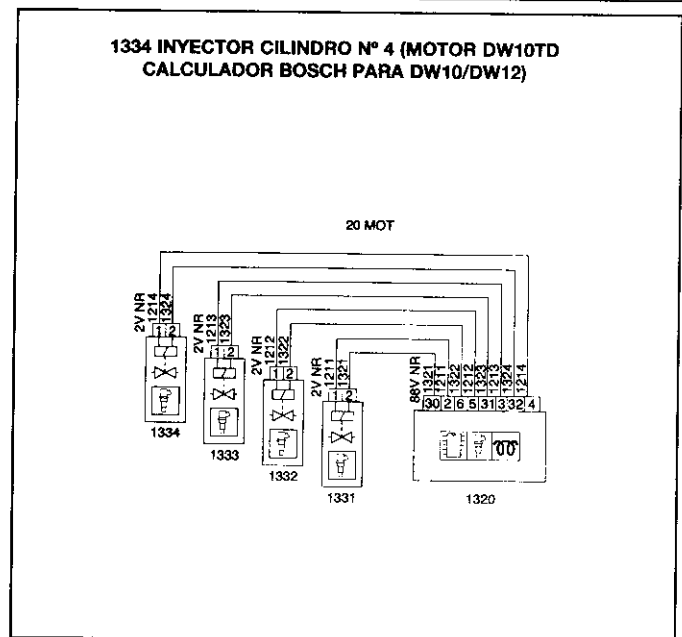 1334 INYECTOR CILINDRO Nº 4 (MOTOR DW10TD
CALCULADOR BOSCH PARA DW10/DW12)
20 MOT
2V NR
1214
1324
1 2
1334
2V NR
1213
1323
1 2
1333
2V NR
1212
1322
1 2
1332
2V NR
1211
1321
1 2
1331
88V NR
1321
1211
1322
1212
1323
1213
1324
1214
30 2 6 5 31 3 32 4
1320